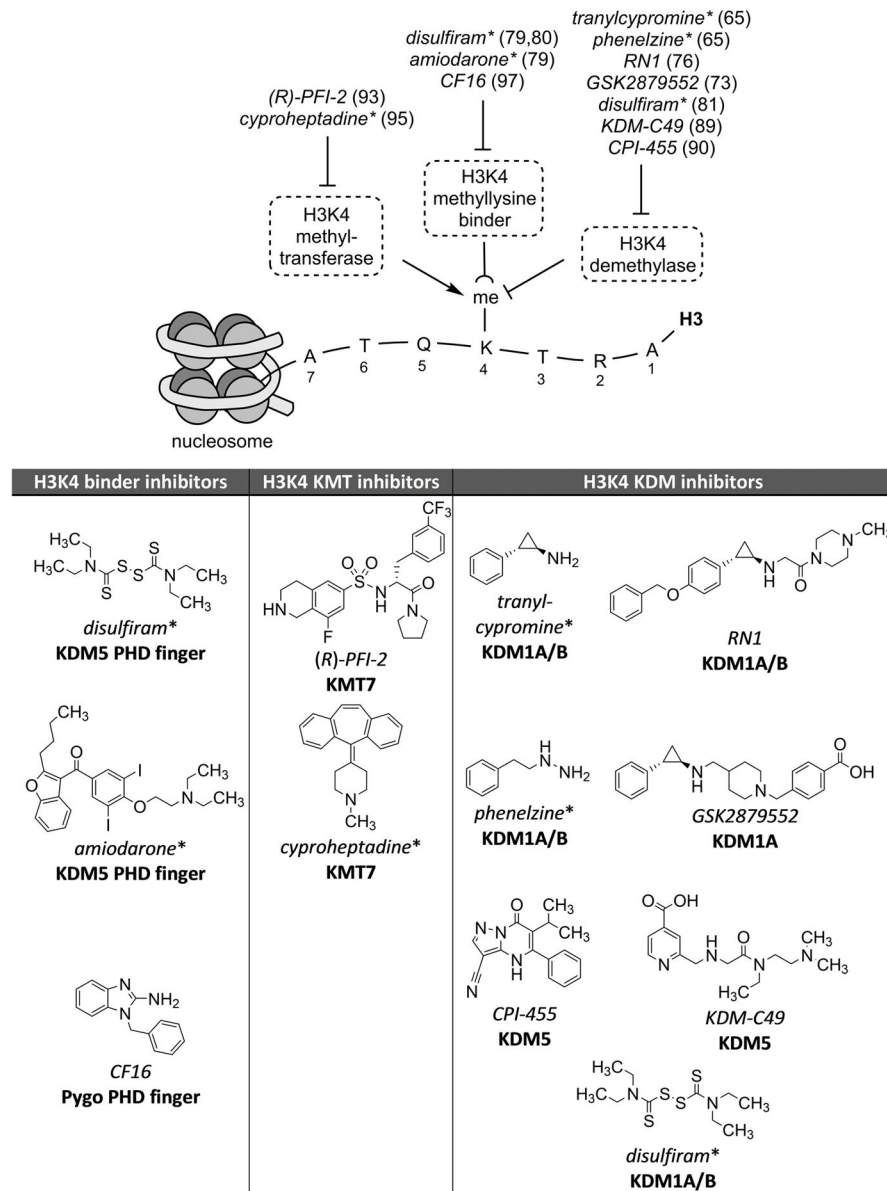 tranylcypromine* (65)
phenelzine* (65)
RN1 (76)
GSK2879552 (73)
disulfiram* (81)
KDM-C49 (89)
CPI-455 (90)
disulfiram* (79,80)
amiodarone* (79)
CF16 (97)
(R)-PFI-2 (93)
cyproheptadine* (95)
H3K4
methyl-
transferase
H3K4
methyllysine
binder
H3K4
demethylase
me
H3
A T Q K T R A
7 6 5 4 3 2 1
nucleosome
H3K4 binder inhibitors
H3K4 KMT inhibitors
H3K4 KDM inhibitors
H3C
CH3
N
S
S
S
S
N
CH3
CH3
disulfiram*
KDM5 PHD finger
CH3
O
O
I
I
O
N
CH3
CH3
amiodarone*
KDM5 PHD finger
N
NH2
N
CF16
Pygo PHD finger
CF3
O O
S
N
H
O
N
HN
F
(R)-PFI-2
KMT7
N
CH3
cyproheptadine*
KMT7
NH2
tranyl-
cypromine*
KDM1A/B
CH3
N
N
N
H
O
O
RN1
KDM1A/B
H
N
NH2
phenelzine*
KDM1A/B
O
OH
N
H
N
GSK2879552
KDM1A
O
CH3
CH3
N
N
N
H
N
CPI-455
KDM5
O
OH
N
H
N
O
N
N
CH3
CH3
H3C
KDM-C49
KDM5
CH3
H3C
N
S
S
S
S
N
CH3
CH3
disulfiram*
KDM1A/B